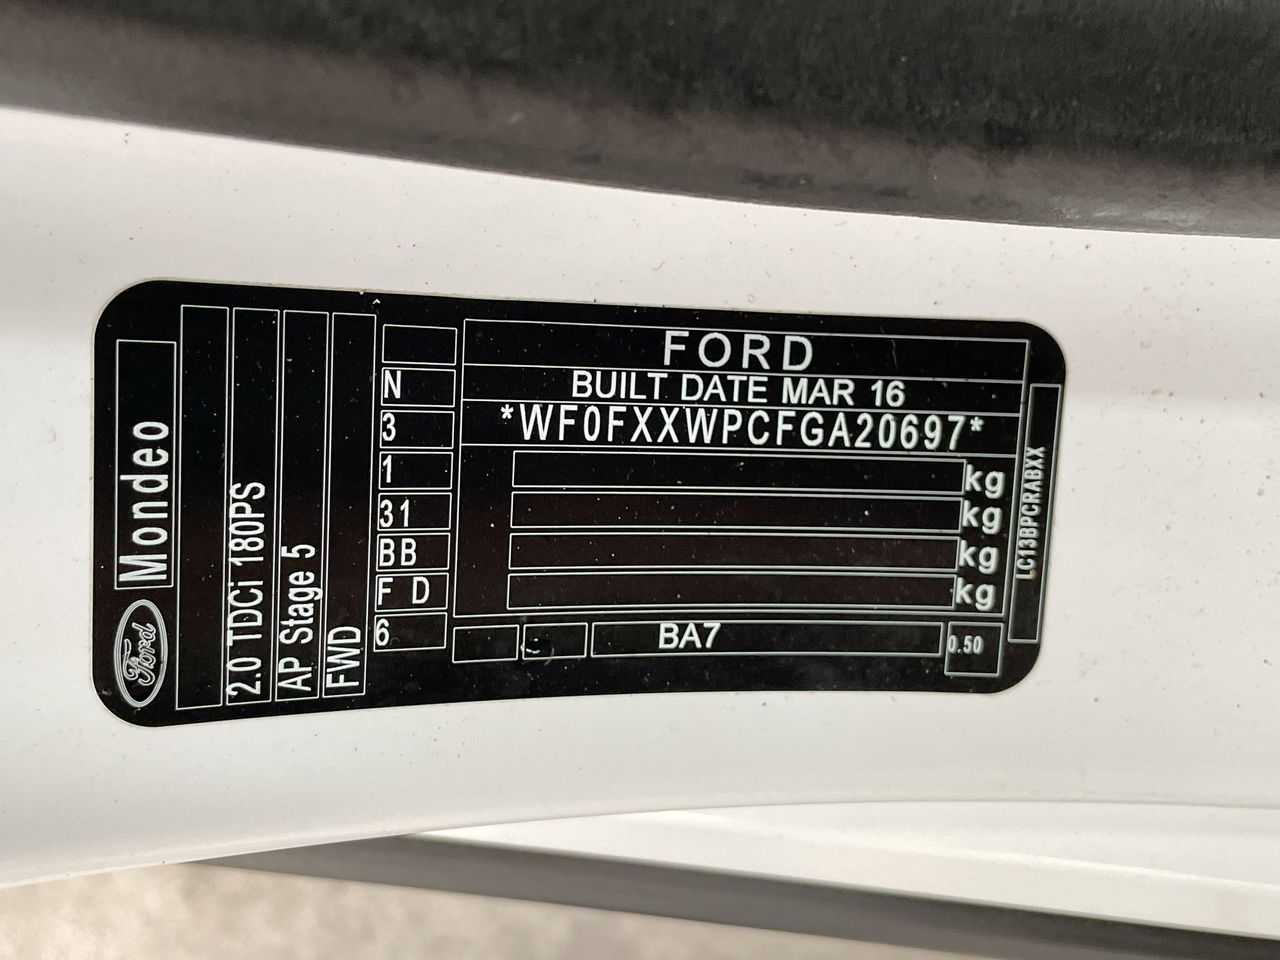 FORD
BUILT DATE MAR 16
*WF0FXXWPCFGA20697*
kg
kg
kg
kg
BA7
0.50
LC13BPCRABXX
N
3
1
31
BB
F D
6
Ford Mondeo
2.0 TDCi 180PS
AP Stage 5
FWD